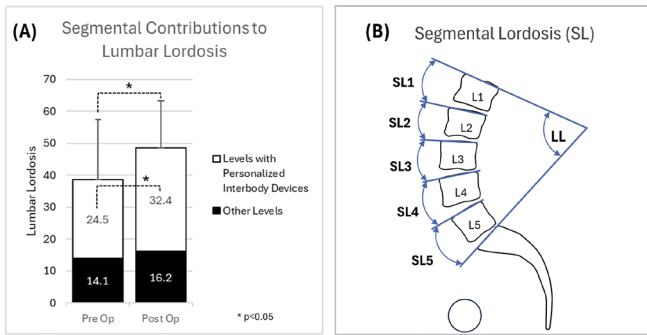 (A)
Segmental Contributions to
Lumbar Lordosis
Lumbar Lordosis
70
60
50
40
30
20
10
0
*
*
24.5
32.4
14.1
16.2
Pre Op
Post Op
Levels with
Personalized
Interbody Devices
Other Levels
* p<0.05
(B)
Segmental Lordosis (SL)
SL1
SL2
SL3
SL4
SL5
L1
L2
L3
L4
L5
LL